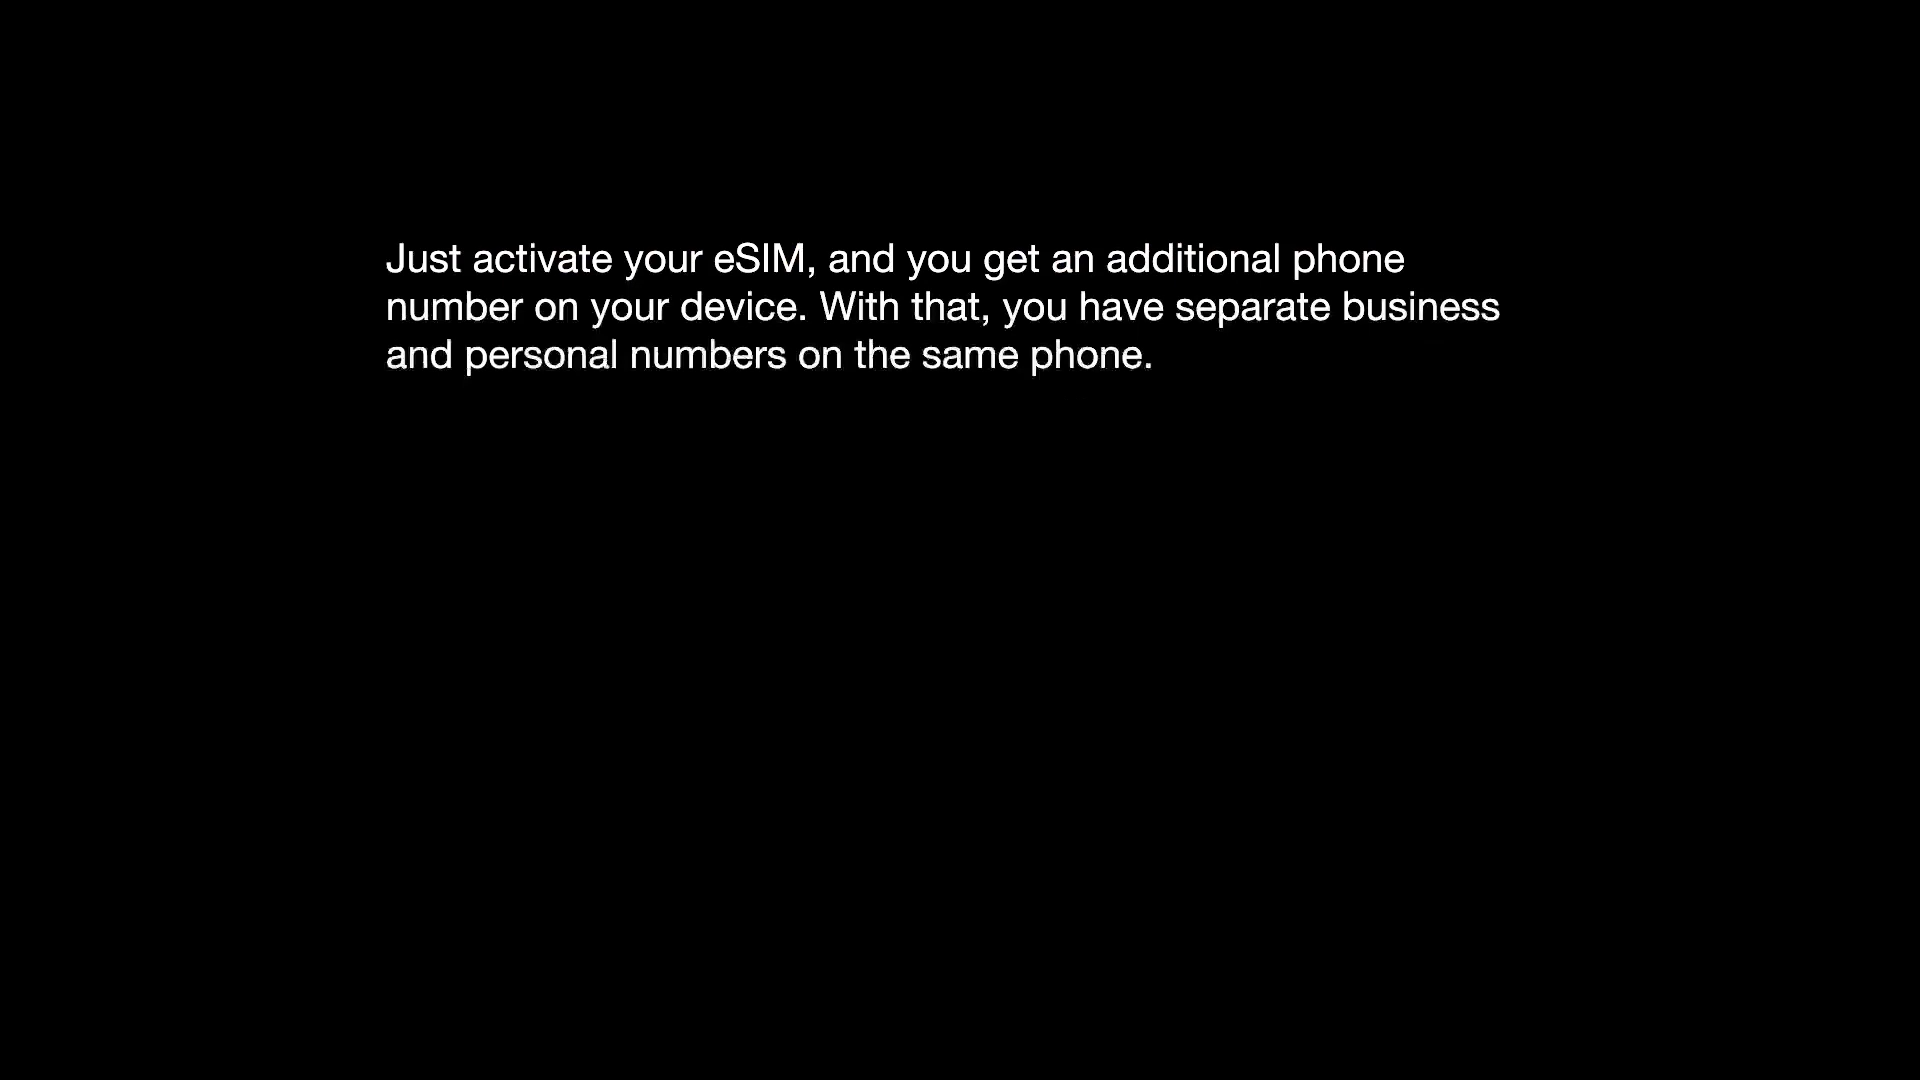 Just activate your eSIM, and you get an additional phone
number on your device. With that, you have separate business
and personal numbers on the same phone.